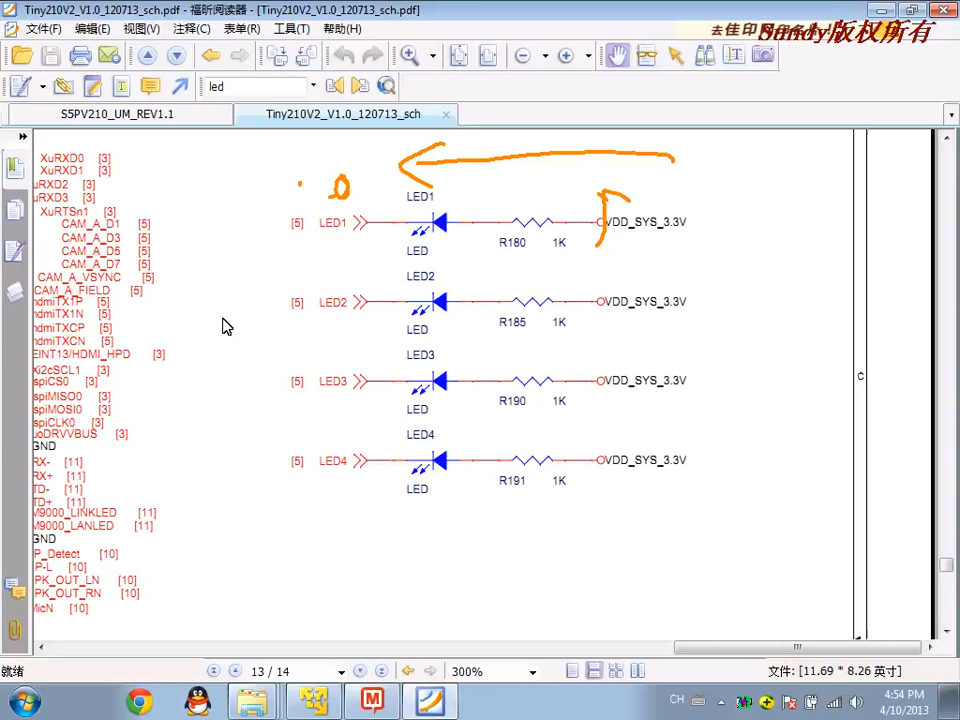 Tiny210V2_V1.0_120713_sch.pdf - 福昕阅读器 - [Tiny210V2_V1.0_120713_sch.pdf]
文件(F) 编辑(E) 视图(V) 注释(C) 表单(R) 工具(T) 帮助(H)
去佳印
版权所有
led
S5PV210_UM_REV1.1 Tiny210V2_V1.0_120713_sch
XuRXD0 [3]
XuRXD1 [3]
uRXD2 [3]
uRXD3 [3]
XuRTSn1 [3]
CAM_A_D1 [5]
CAM_A_D3 [5]
CAM_A_D5 [5]
CAM_A_D7 [5]
CAM_A_VSYNC [5]
CAM_A_FIELD [5]
hdmiTX1P [5]
hdmiTX1N [5]
hdmiTXCP [5]
hdmiTXCN [5]
EINT13/HDMI_HPD [3]
Xi2cSCL1 [3]
spiCS0 [3]
spiMISO0 [3]
spiMOSI0 [3]
spiCLK0 [3]
uoDRVVBUS [3]
GND
RX- [11]
RX+ [11]
TD- [11]
TD+ [11]
M9000_LINKLED [11]
M9000_LANLED [11]
GND
P_Detect [10]
P-L [10]
PK_OUT_LN [10]
PK_OUT_RN [10]
MicN [10]
0
LED1
[5] LED1 VDD_SYS_3.3V
LED R180 1K
LED2
[5] LED2 VDD_SYS_3.3V
LED R185 1K
LED3
[5] LED3 VDD_SYS_3.3V
LED R190 1K
LED4
[5] LED4 VDD_SYS_3.3V
LED R191 1K
C
就绪 13 / 14 300% 文件: [11.69 * 8.26 英寸]
CH 4:54 PM
4/10/2013